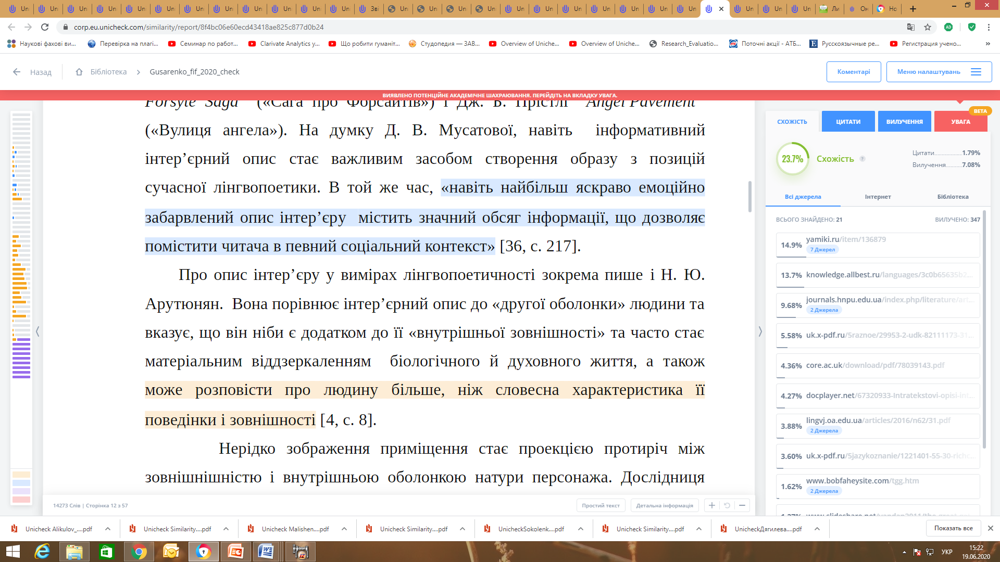 Un
Un
Un
Un
Un
Un
Un
Un
Un
Un
Un
Un
Зві
Un
Un
Un
Un
Un
Un
Un
Un
Un
Un
Un
Un
Un
Un
Ли
Он
Но
corp.eu.unicheck.com/similarity/report/8f4bc06e60ecd43418ae825c877d0b24
AD
Наукові фахові ви...
Перевірка на плагі...
Семинар по работ...
Clarivate Analytics у...
Що робити гуманіт...
Студопедия — ЗАВ...
Overview of Uniche...
Overview of Uniche...
Research_Evaluatio...
Поточні акції - АТБ...
Русскоязычные ре...
Регистрация учено...
»
Назад
Бібліотека
Gusarenko_fif_2020_check
Коментарі
Меню налаштувань
ВИЯВЛЕНО ПОТЕНЦІЙНЕ АКАДЕМІЧНЕ ШАХРАЮВАННЯ. ПЕРЕЙДІТЬ НА ВКЛАДКУ УВАГА.
Forsyte Saga («Сага про Форсайтів») і Дж. Б. Прістлі Angel Pavement
(«Вулиця ангела»). На думку Д. В. Мусатової, навіть інформативний
інтер’єрний опис стає важливим засобом створення образу з позицій
сучасної лінгвопоетики. В той же час, «навіть найбільш яскраво емоційно
забарвлений опис інтер’єру містить значний обсяг інформації, що дозволяє
помістити читача в певний соціальний контекст» [36, с. 217].
Про опис інтер’єру у вимірах лінгвопоетичності зокрема пише і Н. Ю.
Арутюнян. Вона порівнює інтер’єрний опис до «другої оболонки» людини та
вказує, що він ніби є додатком до її «внутрішньої зовнішності» та часто стає
матеріальним віддзеркаленням біологічного й духовного життя, а також
може розповісти про людину більше, ніж словесна характеристика її
поведінки і зовнішності [4, с. 8].
Нерідко зображення приміщення стає проекцією протиріч між
зовнішнішністю і внутрішньою оболонкою натури персонажа. Дослідниця
14273 Слів | Сторінка 12 з 57
Простий текст
Детальна інформація
BETA
СХОЖІСТЬ
ЦИТАТИ
ВИЛУЧЕННЯ
УВАГА
23.7%
Схожість
?
Цитати..................1.79%
Вилучення...........7.08%
Всі джерела
Інтернет
Бібліотека
ВСЬОГО ЗНАЙДЕНО: 21
ВИЛУЧЕНО: 347
14.9% yamiki.ru/item/136879
7 Джерел
13.7% knowledge.allbest.ru/languages/3c0b65635b2...
9.68% journals.hnpu.edu.ua/index.php/literature/art...
2 Джерела
5.58% uk.x-pdf.ru/5raznoe/29953-2-udk-82111173-31...
4.36% core.ac.uk/download/pdf/78039143.pdf
4.27% docplayer.net/67320933-Intratekstovi-opisi-int...
3.88% lingvj.oa.edu.ua/articles/2016/n62/31.pdf
2 Джерела
3.60% uk.x-pdf.ru/5jazykoznanie/1221401-55-30-richc...
1.62% www.bobfaheysite.com/tgg.htm
2 Джерела
Unicheck Alikulov_....pdf
Unicheck Similarity....pdf
Unicheck Malishen....pdf
Unicheck Similarity....pdf
UnicheckSokolenk....pdf
Unicheck Similarity....pdf
UnicheckДягилева....pdf
Показать все
УКР
15:22
19.06.2020